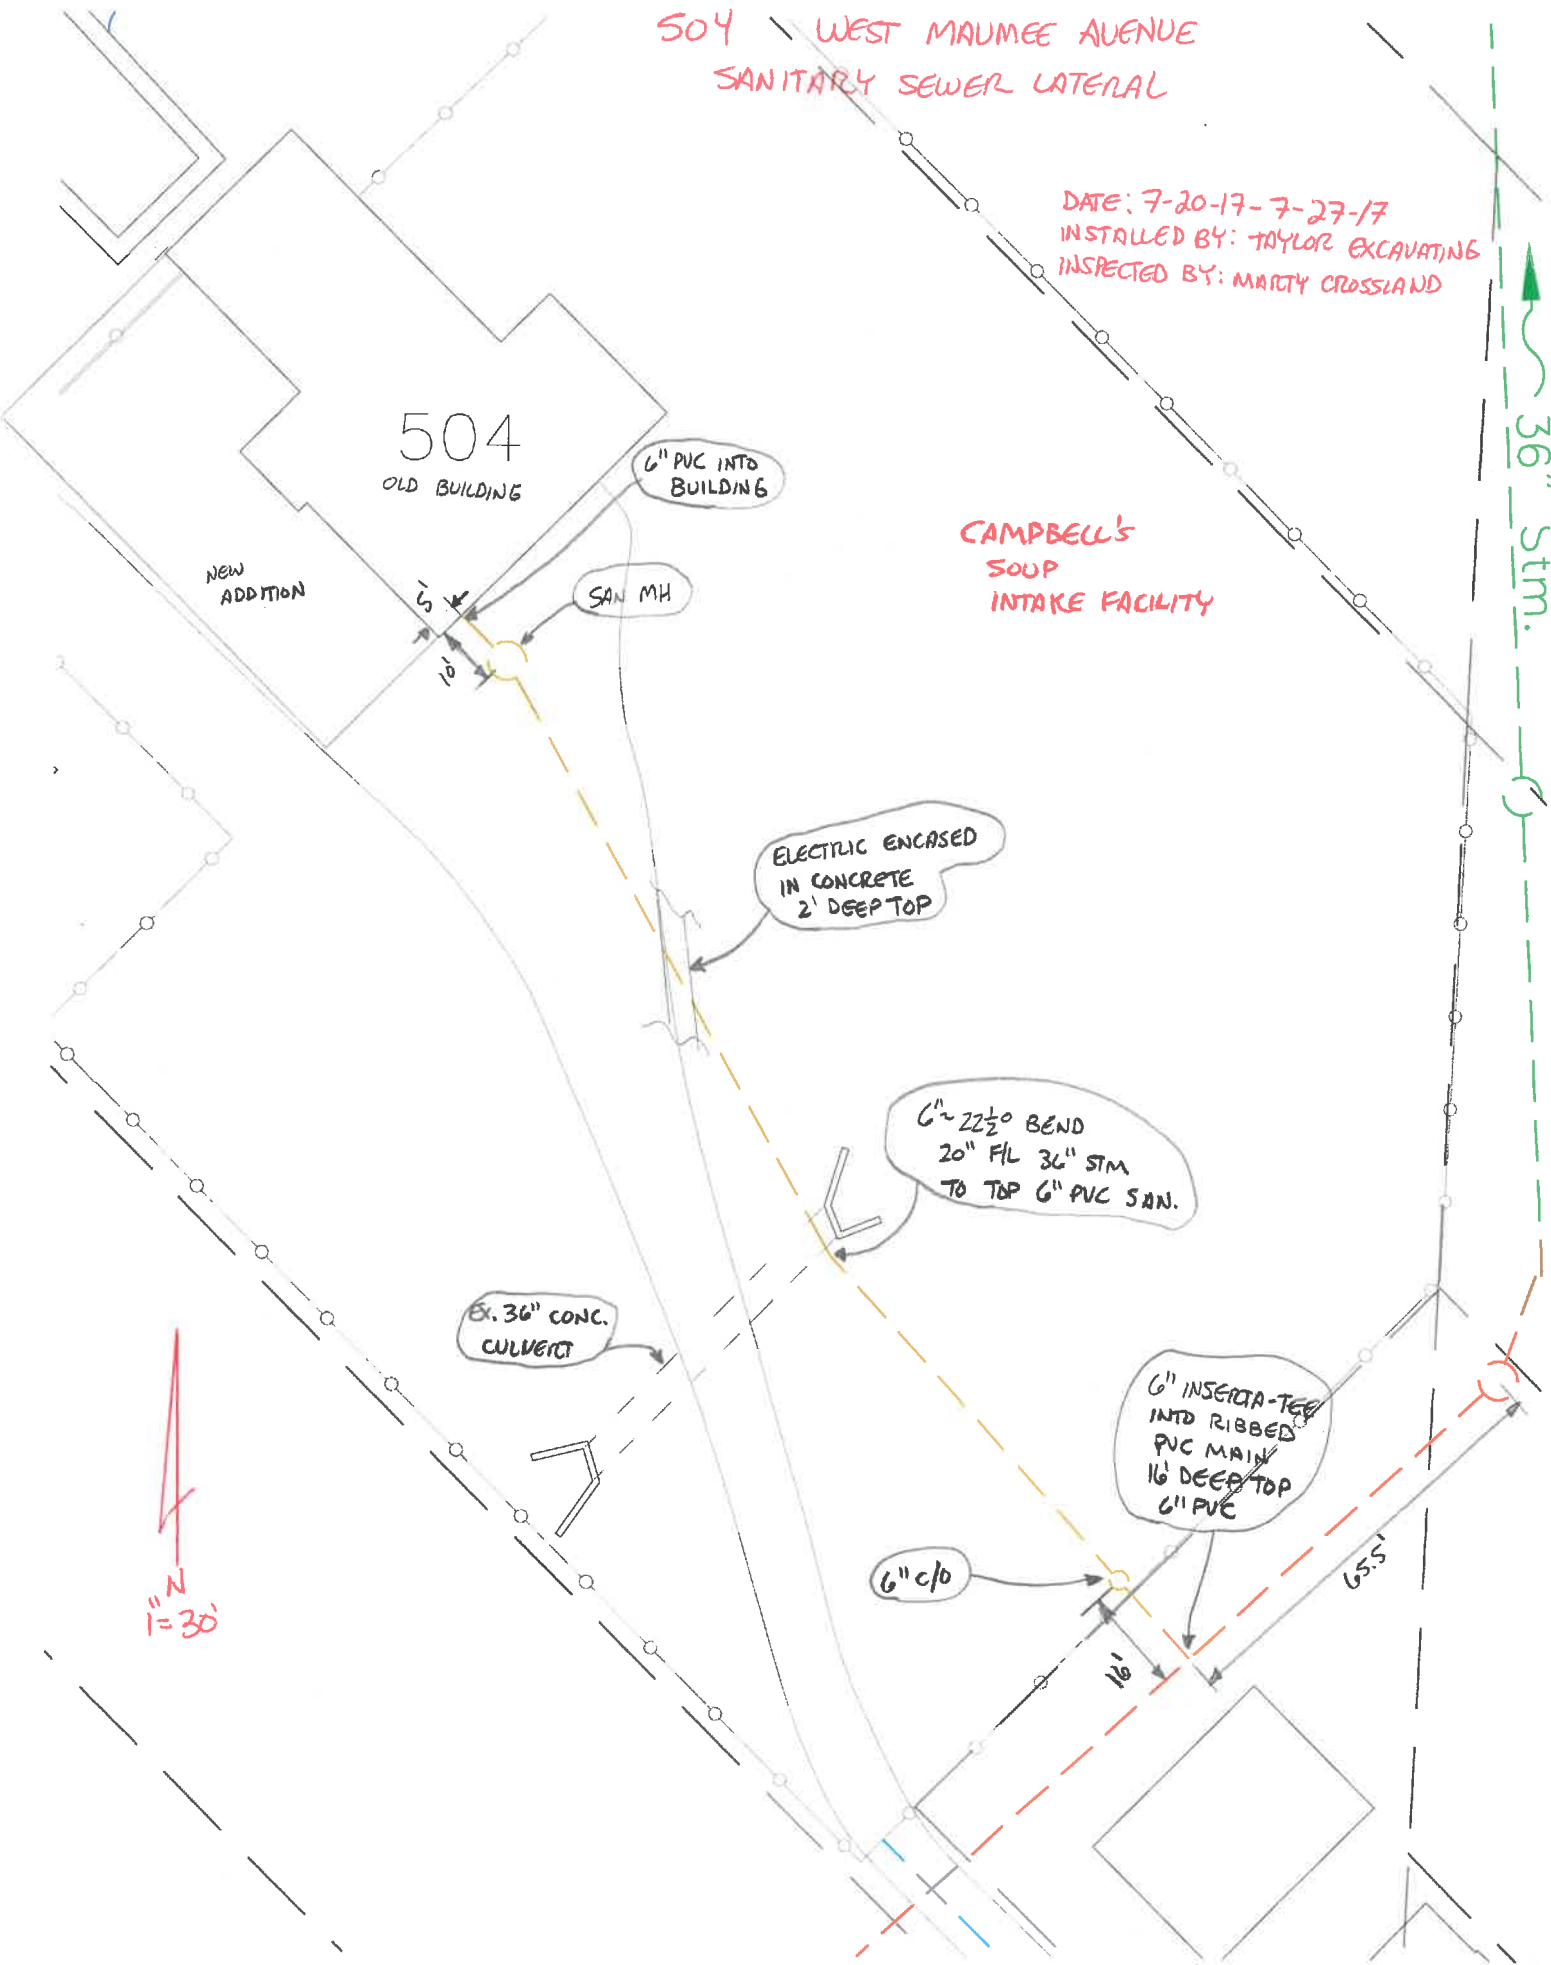 504 WEST MAUMEE AVENUE
SANITARY SEWER LATERAL
DATE: 7-20-17-7-27-17
INSTALLED BY: TAYLOR EXCAVATING
INSPECTED BY: MARTY CROSSLAND
36" Stm.
504
OLD BUILDING
6" PVC INTO
BUILDING
CAMPBELL'S
SOUP
INTAKE FACILITY
NEW
ADDITION
5'
SAN MH
10'
ELECTRIC ENCASED
IN CONCRETE
2' DEEP TOP
6"~ 22½° BEND
20" F/L 36" STM
TO TOP 6" PVC SAN.
EX. 36" CONC.
CULVERT
6" INSERTA-TEE
INTO RIBBED
PVC MAIN
16' DEEP TOP
6" PVC
6" C/O
65.5'
16'
N
1"=30'